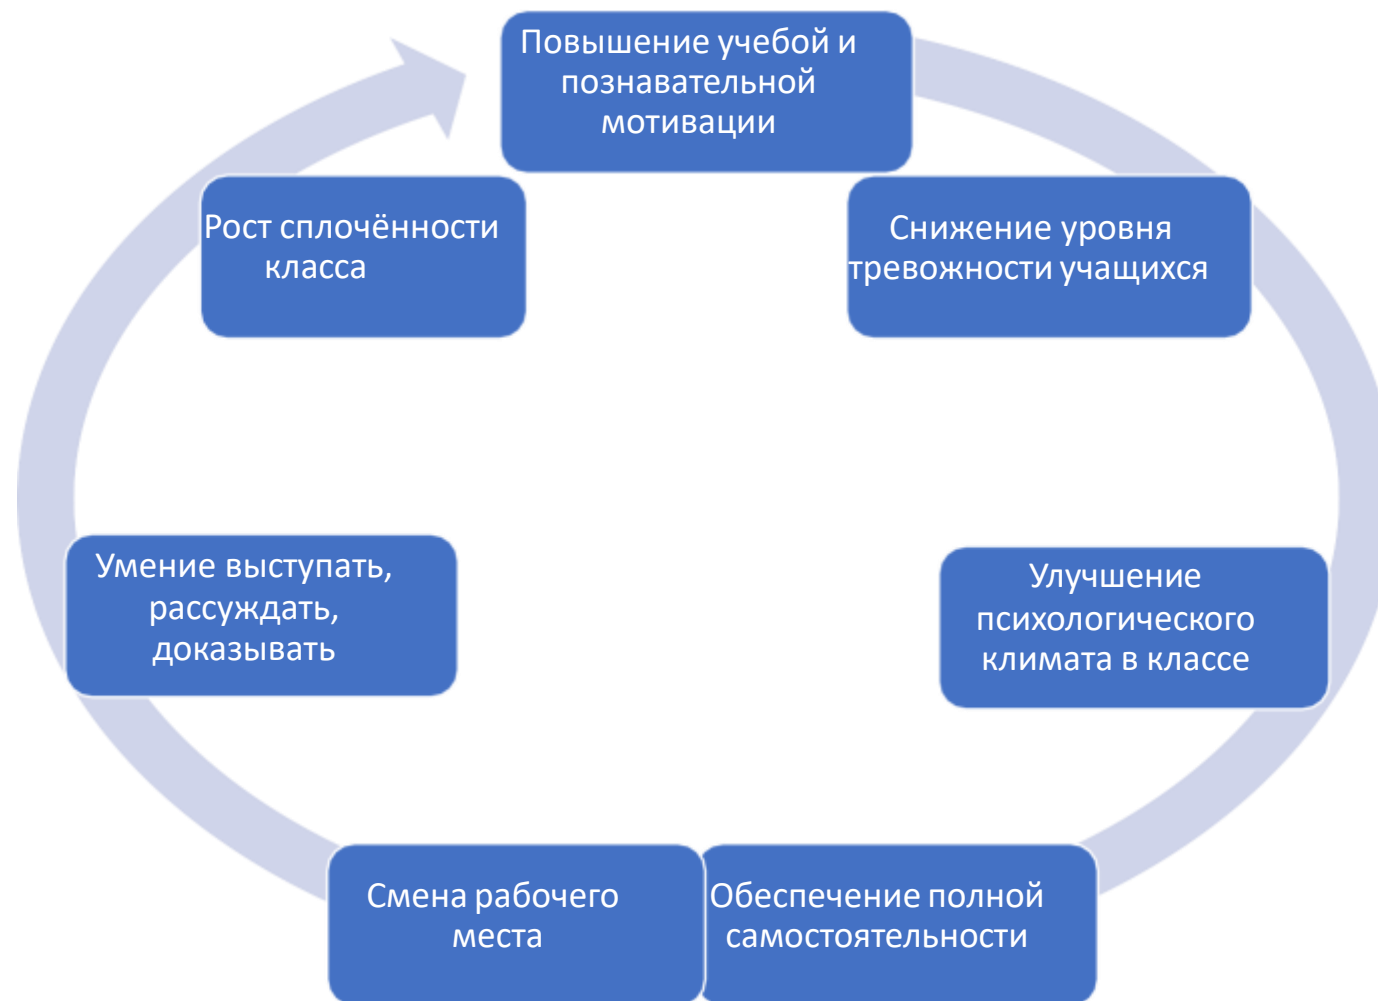 Повышение учебой и
познавательной
мотивации
Снижение уровня
тревожности учащихся
Улучшение
психологического
климата в классе
Обеспечение полной
самостоятельности
Смена рабочего
места
Умение выступать,
рассуждать,
доказывать
Рост сплочённости
класса